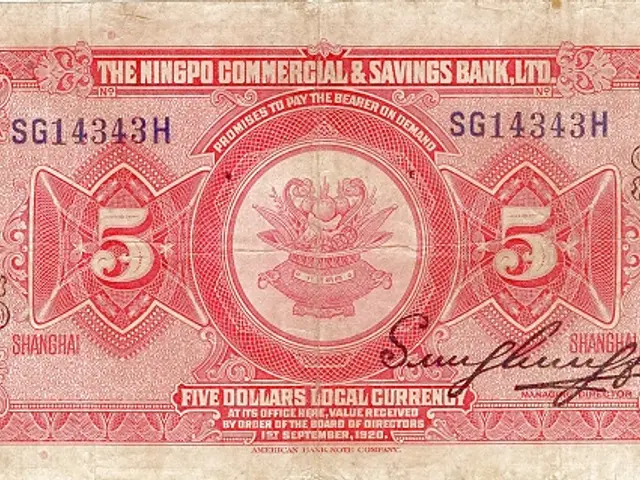 THE NINGPO COMMERCIAL & SAVINGS BANK, LTD.
Nº Nº
PROMISES TO PAY THE BEARER ON DEMAND
SG14343H SG14343H
5 5
SHANGHAI SHANGHAI
MANAGING DIRECTOR
FIVE DOLLARS LOCAL CURRENCY
AT ITS OFFICE HERE, VALUE RECEIVED
BY ORDER OF THE BOARD OF DIRECTORS
1ST SEPTEMBER, 1920.
AMERICAN BANK NOTE COMPANY.